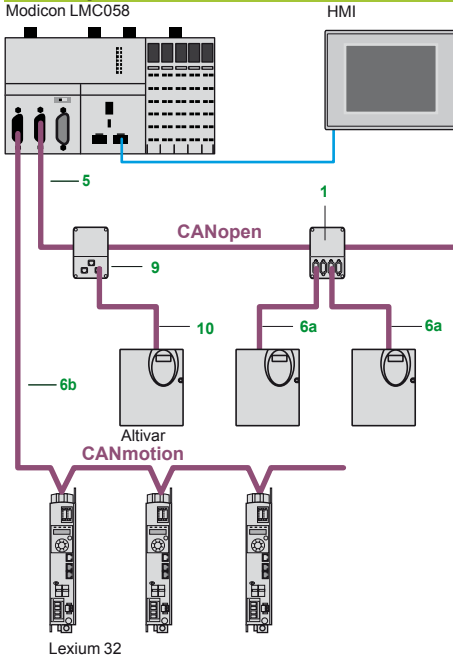 Modicon LMC058
HMI
5
1
CANopen
9
10
6a
6a
6b
Altivar
CANmotion
Lexium 32